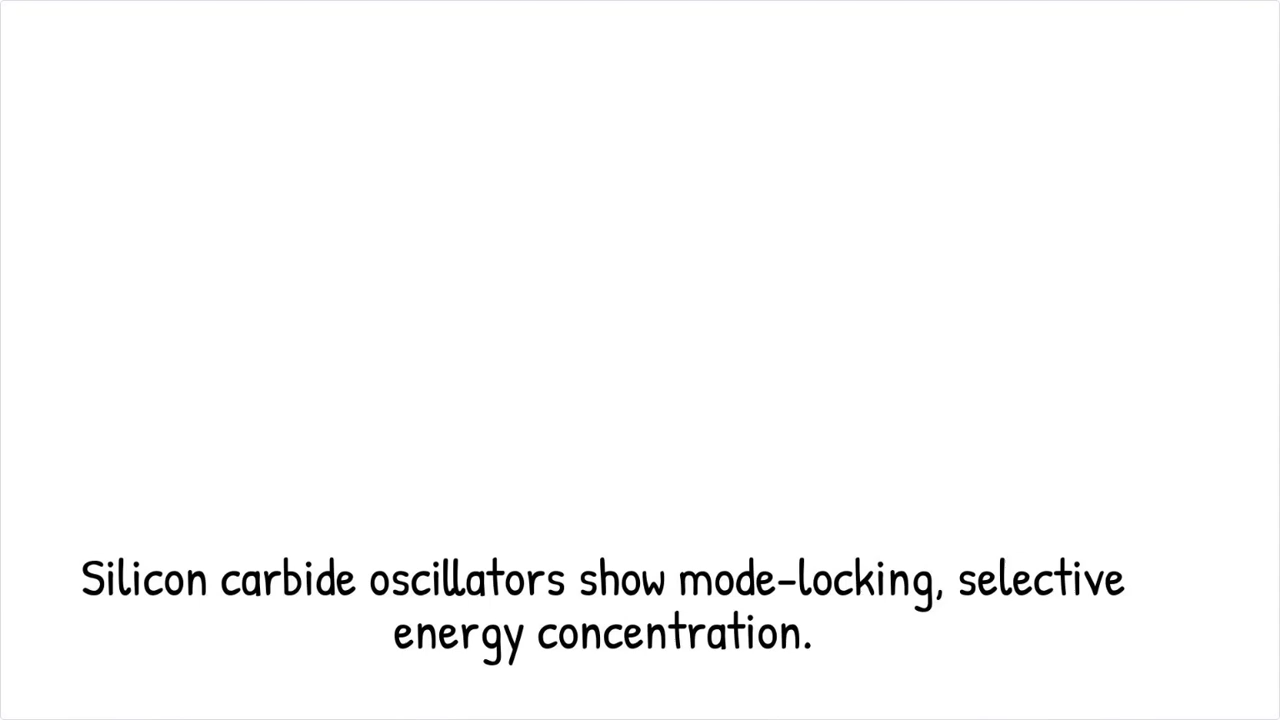 Silicon carbide oscillators show mode-locking, selective
energy concentration.